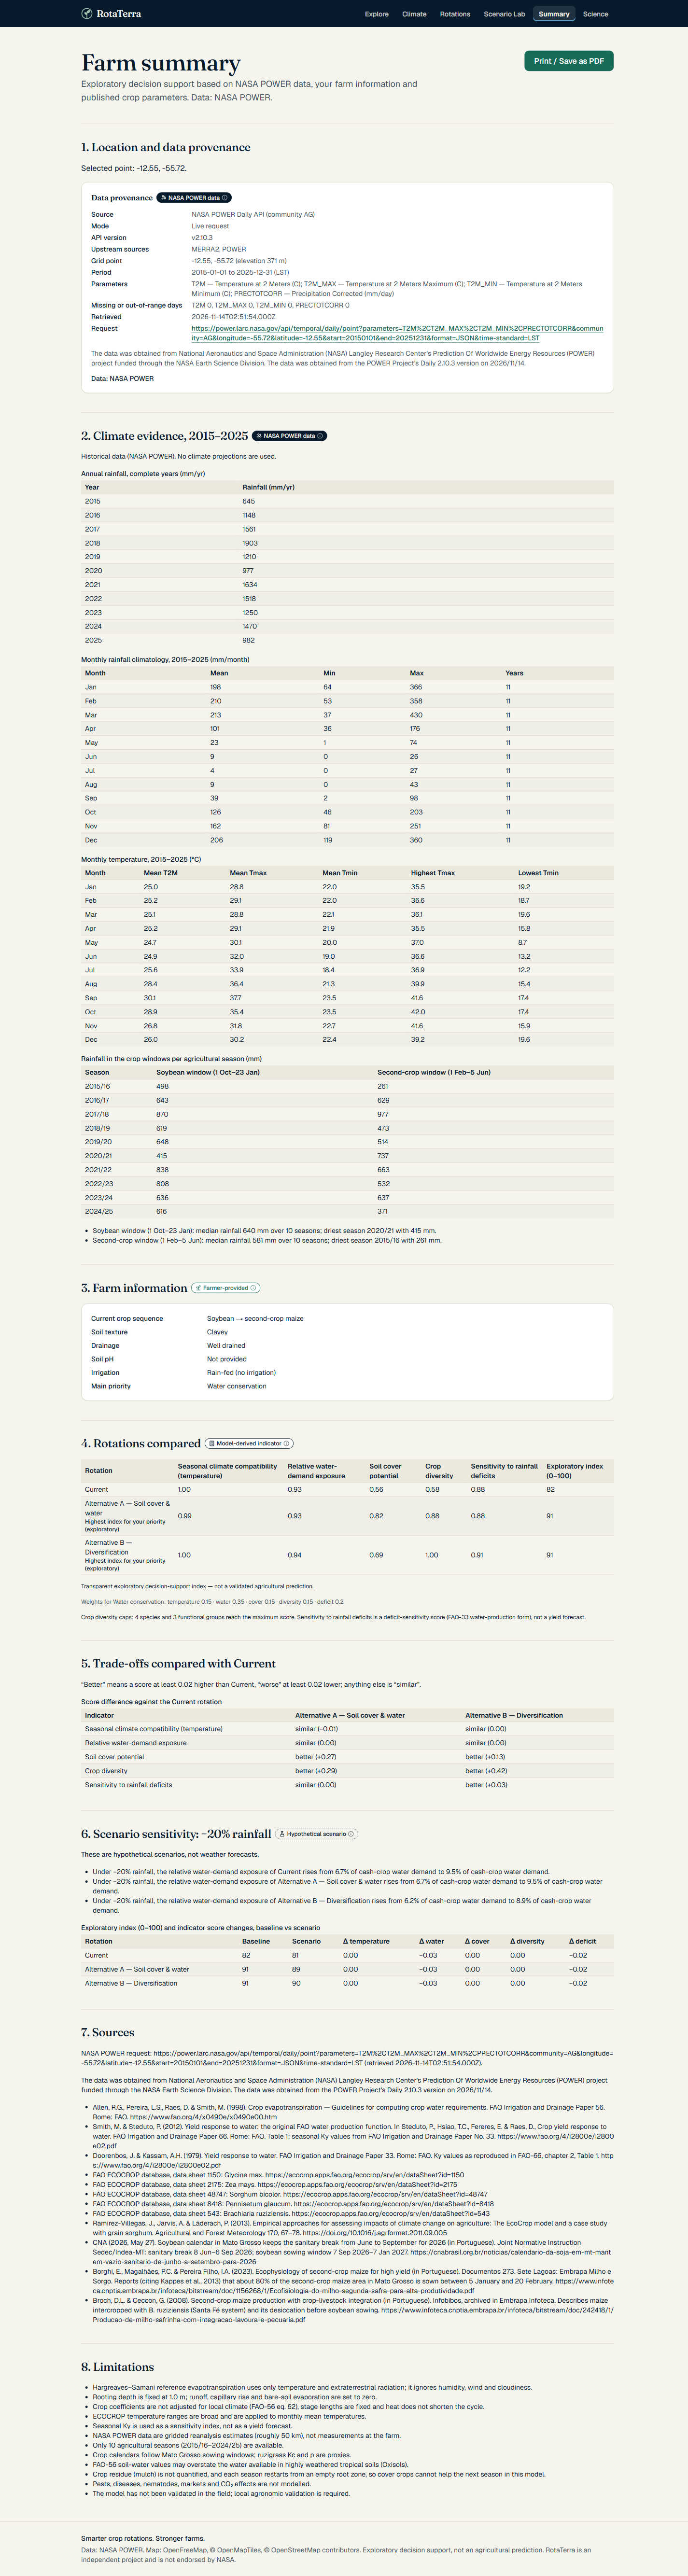 RotaTerra
Explore Climate Rotations Scenario Lab Summary Science
Farm summary
Print / Save as PDF
Exploratory decision support based on NASA POWER data, your farm information and
published crop parameters. Data: NASA POWER.
1. Location and data provenance
Selected point: -12.55, -55.72.
Data provenance NASA POWER data
Source NASA POWER Daily API (community AG)
Mode Live request
API version v2.10.3
Upstream sources MERRA2, POWER
Grid point -12.55, -55.72 (elevation 371 m)
Period 2015-01-01 to 2025-12-31 (LST)
Parameters T2M — Temperature at 2 Meters (C); T2M_MAX — Temperature at 2 Meters Maximum (C); T2M_MIN — Temperature at 2 Meters
Minimum (C); PRECTOTCORR — Precipitation Corrected (mm/day)
Missing or out-of-range days T2M 0, T2M_MAX 0, T2M_MIN 0, PRECTOTCORR 0
Retrieved 2026-11-14T02:51:54.000Z
Request https://power.larc.nasa.gov/api/temporal/daily/point?parameters=T2M%2CT2M_MAX%2CT2M_MIN%2CPRECTOTCORR&commun
ity=AG&longitude=-55.72&latitude=-12.55&start=20150101&end=20251231&format=JSON&time-standard=LST
The data was obtained from National Aeronautics and Space Administration (NASA) Langley Research Center's Prediction Of Worldwide Energy Resources (POWER)
project funded through the NASA Earth Science Division. The data was obtained from the POWER Project's Daily 2.10.3 version on 2026/11/14.
Data: NASA POWER
2. Climate evidence, 2015–2025 NASA POWER data
Historical data (NASA POWER). No climate projections are used.
Annual rainfall, complete years (mm/yr)
Year Rainfall (mm/yr)
2015 645
2016 1148
2017 1561
2018 1903
2019 1210
2020 977
2021 1634
2022 1518
2023 1250
2024 1470
2025 982
Monthly rainfall climatology, 2015–2025 (mm/month)
Month Mean Min Max Years
Jan 198 64 366 11
Feb 210 53 358 11
Mar 213 37 430 11
Apr 101 36 176 11
May 23 1 74 11
Jun 9 0 26 11
Jul 4 0 27 11
Aug 9 0 43 11
Sep 39 2 98 11
Oct 126 46 203 11
Nov 162 81 251 11
Dec 206 119 360 11
Monthly temperature, 2015–2025 (°C)
Month Mean T2M Mean Tmax Mean Tmin Highest Tmax Lowest Tmin
Jan 25.0 28.8 22.0 35.5 19.2
Feb 25.2 29.1 22.0 36.6 18.7
Mar 25.1 28.8 22.1 36.1 19.6
Apr 25.2 29.1 21.9 35.5 15.8
May 24.7 30.1 20.0 37.0 8.7
Jun 24.9 32.0 19.0 36.6 13.2
Jul 25.6 33.9 18.4 36.9 12.2
Aug 28.4 36.4 21.3 39.9 15.4
Sep 30.1 37.7 23.5 41.6 17.4
Oct 28.9 35.4 23.5 42.0 17.4
Nov 26.8 31.8 22.7 41.6 15.9
Dec 26.0 30.2 22.4 39.2 19.6
Rainfall in the crop windows per agricultural season (mm)
Season Soybean window (1 Oct–23 Jan) Second-crop window (1 Feb–5 Jun)
2015/16 498 261
2016/17 643 629
2017/18 870 977
2018/19 619 473
2019/20 648 514
2020/21 415 737
2021/22 838 663
2022/23 808 532
2023/24 636 637
2024/25 616 371
• Soybean window (1 Oct–23 Jan): median rainfall 640 mm over 10 seasons; driest season 2020/21 with 415 mm.
• Second-crop window (1 Feb–5 Jun): median rainfall 581 mm over 10 seasons; driest season 2015/16 with 261 mm.
3. Farm information Farmer-provided
Current crop sequence Soybean → second-crop maize
Soil texture Clayey
Drainage Well drained
Soil pH Not provided
Irrigation Rain-fed (no irrigation)
Main priority Water conservation
4. Rotations compared Model-derived indicator
Rotation Seasonal climate compatibility (temperature) Relative water-demand exposure Soil cover potential Crop diversity Sensitivity to rainfall deficits Exploratory index (0–100)
Current 1.00 0.93 0.56 0.58 0.88 82
Alternative A — Soil cover & water
Highest index for your priority (exploratory)
0.99 0.93 0.82 0.88 0.88 91
Alternative B — Diversification
Highest index for your priority (exploratory)
1.00 0.94 0.69 1.00 0.91 91
Transparent exploratory decision-support index — not a validated agricultural prediction.
Weights for Water conservation: temperature 0.15 · water 0.35 · cover 0.15 · diversity 0.15 · deficit 0.2
Crop diversity caps: 4 species and 3 functional groups reach the maximum score. Sensitivity to rainfall deficits is a deficit-sensitivity score (FAO-33 water-production form), not a yield forecast.
5. Trade-offs compared with Current
"Better" means a score at least 0.02 higher than Current, "worse" at least 0.02 lower; anything else is "similar".
Score difference against the Current rotation
Indicator Alternative A — Soil cover & water Alternative B — Diversification
Seasonal climate compatibility (temperature) similar (−0.01) similar (0.00)
Relative water-demand exposure similar (0.00) similar (0.00)
Soil cover potential better (+0.27) better (+0.13)
Crop diversity better (+0.29) better (+0.42)
Sensitivity to rainfall deficits similar (0.00) better (+0.03)
6. Scenario sensitivity: −20% rainfall Hypothetical scenario
These are hypothetical scenarios, not weather forecasts.
• Under −20% rainfall, the relative water-demand exposure of Current rises from 6.7% of cash-crop water demand to 9.5% of cash-crop water demand.
• Under −20% rainfall, the relative water-demand exposure of Alternative A — Soil cover & water rises from 6.7% of cash-crop water demand to 9.5% of cash-crop water
demand.
• Under −20% rainfall, the relative water-demand exposure of Alternative B — Diversification rises from 6.2% of cash-crop water demand to 8.9% of cash-crop water
demand.
Exploratory index (0–100) and indicator score changes, baseline vs scenario
Rotation Baseline Scenario Δ temperature Δ water Δ cover Δ diversity Δ deficit
Current 82 81 0.00 −0.03 0.00 0.00 −0.02
Alternative A — Soil cover & water 91 89 0.00 −0.03 0.00 0.00 −0.02
Alternative B — Diversification 91 90 0.00 −0.03 0.00 0.00 −0.02
7. Sources
NASA POWER request: https://power.larc.nasa.gov/api/temporal/daily/point?parameters=T2M%2CT2M_MAX%2CT2M_MIN%2CPRECTOTCORR&community=AG&longitude=
-55.72&latitude=-12.55&start=20150101&end=20251231&format=JSON&time-standard=LST (retrieved 2026-11-14T02:51:54.000Z).
The data was obtained from National Aeronautics and Space Administration (NASA) Langley Research Center's Prediction Of Worldwide Energy Resources (POWER) project
funded through the NASA Earth Science Division. The data was obtained from the POWER Project's Daily 2.10.3 version on 2026/11/14.
• Allen, R.G., Pereira, L.S., Raes, D. & Smith, M. (1998). Crop evapotranspiration — Guidelines for computing crop water requirements. FAO Irrigation and Drainage Paper 56.
Rome: FAO. https://www.fao.org/4/x0490e/x0490e00.htm
• Smith, M. & Steduto, P. (2012). Yield response to water: the original FAO water production function. In Steduto, P., Hsiao, T.C., Fereres, E. & Raes, D., Crop yield response to
water. FAO Irrigation and Drainage Paper 66. Rome: FAO. Table 1: seasonal Ky values from FAO Irrigation and Drainage Paper No. 33. https://www.fao.org/4/i2800e/i2800
e02.pdf
• Doorenbos, J. & Kassam, A.H. (1979). Yield response to water. FAO Irrigation and Drainage Paper 33. Rome: FAO. Ky values as reproduced in FAO-66, chapter 2, Table 1. http
s://www.fao.org/4/i2800e/i2800e02.pdf
• FAO ECOCROP database, data sheet 1150: Glycine max. https://ecocrop.apps.fao.org/ecocrop/srv/en/dataSheet?id=1150
• FAO ECOCROP database, data sheet 2175: Zea mays. https://ecocrop.apps.fao.org/ecocrop/srv/en/dataSheet?id=2175
• FAO ECOCROP database, data sheet 48747: Sorghum bicolor. https://ecocrop.apps.fao.org/ecocrop/srv/en/dataSheet?id=48747
• FAO ECOCROP database, data sheet 8418: Pennisetum glaucum. https://ecocrop.apps.fao.org/ecocrop/srv/en/dataSheet?id=8418
• FAO ECOCROP database, data sheet 543: Brachiaria ruziziensis. https://ecocrop.apps.fao.org/ecocrop/srv/en/dataSheet?id=543
• Ramirez-Villegas, J., Jarvis, A. & Läderach, P. (2013). Empirical approaches for assessing impacts of climate change on agriculture: The EcoCrop model and a case study
with grain sorghum. Agricultural and Forest Meteorology 170, 67–78. https://doi.org/10.1016/j.agrformet.2011.09.005
• CNA (2026, May 27). Soybean calendar in Mato Grosso keeps the sanitary break from June to September for 2026 (in Portuguese). Joint Normative Instruction
Sedec/Indea-MT: sanitary break 8 Jun–6 Sep 2026; soybean sowing window 7 Sep 2026–7 Jan 2027. https://cnabrasil.org.br/noticias/calendario-da-soja-em-mt-mant
em-vazio-sanitario-de-junho-a-setembro-para-2026
• Borghi, E., Magalhães, P.C. & Pereira Filho, I.A. (2023). Ecophysiology of second-crop maize for high yield (in Portuguese). Documentos 273. Sete Lagoas: Embrapa Milho e
Sorgo. Reports (citing Kappes et al., 2013) that about 80% of the second-crop maize area in Mato Grosso is sown between 5 January and 20 February. https://www.infote
ca.cnptia.embrapa.br/infoteca/bitstream/doc/1156268/1/Ecofisiologia-do-milho-segunda-safra-para-alta-produtividade.pdf
• Broch, D.L. & Ceccon, G. (2008). Second-crop maize production with crop-livestock integration (in Portuguese). Infobibos, archived in Embrapa Infoteca. Describes maize
intercropped with B. ruziziensis (Santa Fé system) and its desiccation before soybean sowing. https://www.infoteca.cnptia.embrapa.br/infoteca/bitstream/doc/242418/1/
Producao-de-milho-safrinha-com-integracao-lavoura-e-pecuaria.pdf
8. Limitations
• Hargreaves–Samani reference evapotranspiration uses only temperature and extraterrestrial radiation; it ignores humidity, wind and cloudiness.
• Rooting depth is fixed at 1.0 m; runoff, capillary rise and bare-soil evaporation are set to zero.
• Crop coefficients are not adjusted for local climate (FAO-56 eq. 62), stage lengths are fixed and heat does not shorten the cycle.
• ECOCROP temperature ranges are broad and are applied to monthly mean temperatures.
• Seasonal Ky is used as a sensitivity index, not as a yield forecast.
• NASA POWER data are gridded reanalysis estimates (roughly 50 km), not measurements at the farm.
• Only 10 agricultural seasons (2015/16–2024/25) are available.
• Crop calendars follow Mato Grosso sowing windows; ruzigrass Kc and p are proxies.
• FAO-56 soil-water values may overstate the water available in highly weathered tropical soils (Oxisols).
• Crop residue (mulch) is not quantified, and each season restarts from an empty root zone, so cover crops cannot help the next season in this model.
• Pests, diseases, nematodes, markets and CO₂ effects are not modelled.
• The model has not been validated in the field; local agronomic validation is required.
Smarter crop rotations. Stronger farms.
Data: NASA POWER. Map: OpenFreeMap, © OpenMapTiles, © OpenStreetMap contributors. Exploratory decision support, not an agricultural prediction. RotaTerra is an
independent project and is not endorsed by NASA.